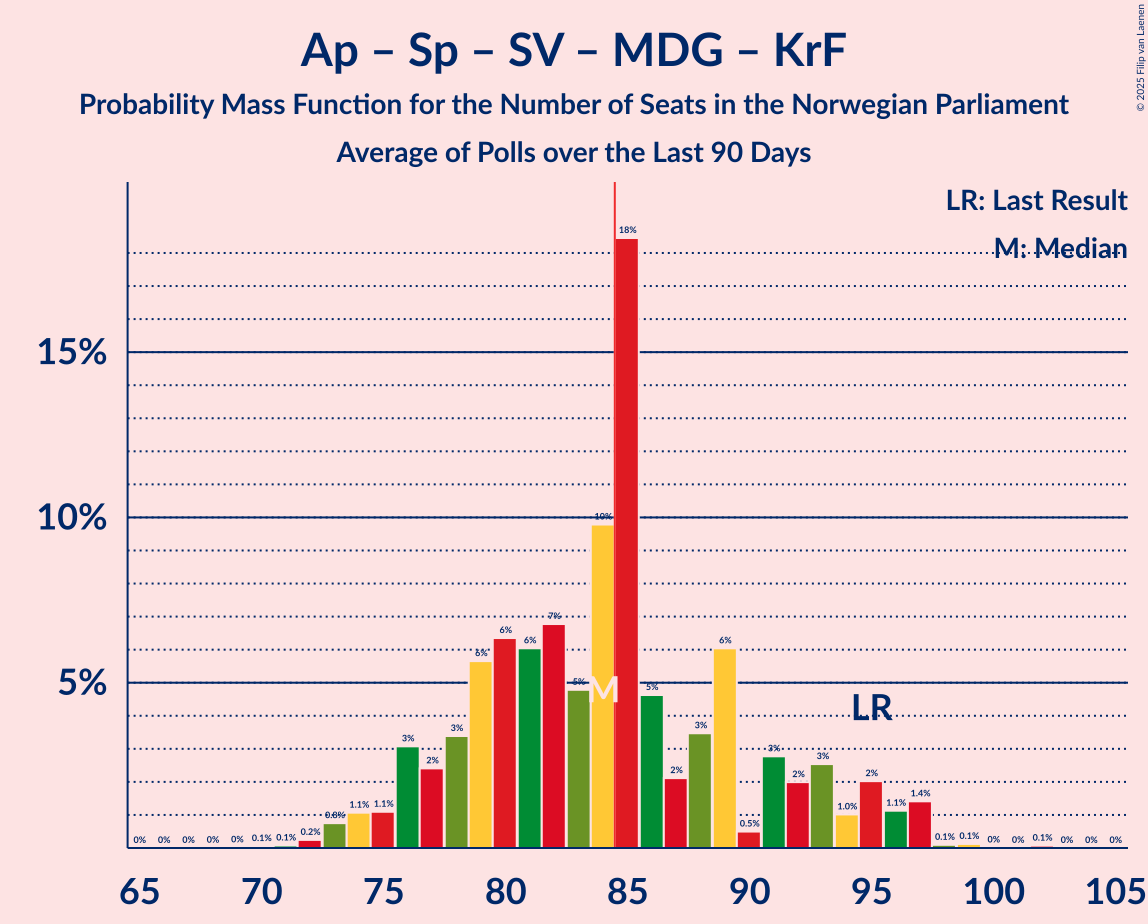 Ap – Sp – SV – MDG – KrF
Probability Mass Function for the Number of Seats in the Norwegian Parliament
Average of Polls over the Last 90 Days
© 2025 Filip van Laenen
LR: Last Result
M: Median
15%
10%
5%
0% 0% 0% 0% 0% 0.1% 0.1% 0.2% 0.8% 1.1% 1.1% 3% 2% 3% 6% 6% 6% 7% 5% 10% 18% 5% 2% 3% 6% 0.5% 3% 2% 3% 1.0% 2% 1.1% 1.4% 0.1% 0.1% 0% 0% 0.1% 0% 0% 0%
M
LR
65 70 75 80 85 90 95 100 105